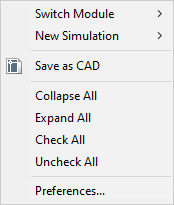 Switch Module
New Simulation
Save as CAD
Collapse All
Expand All
Check All
Uncheck All
Preferences...